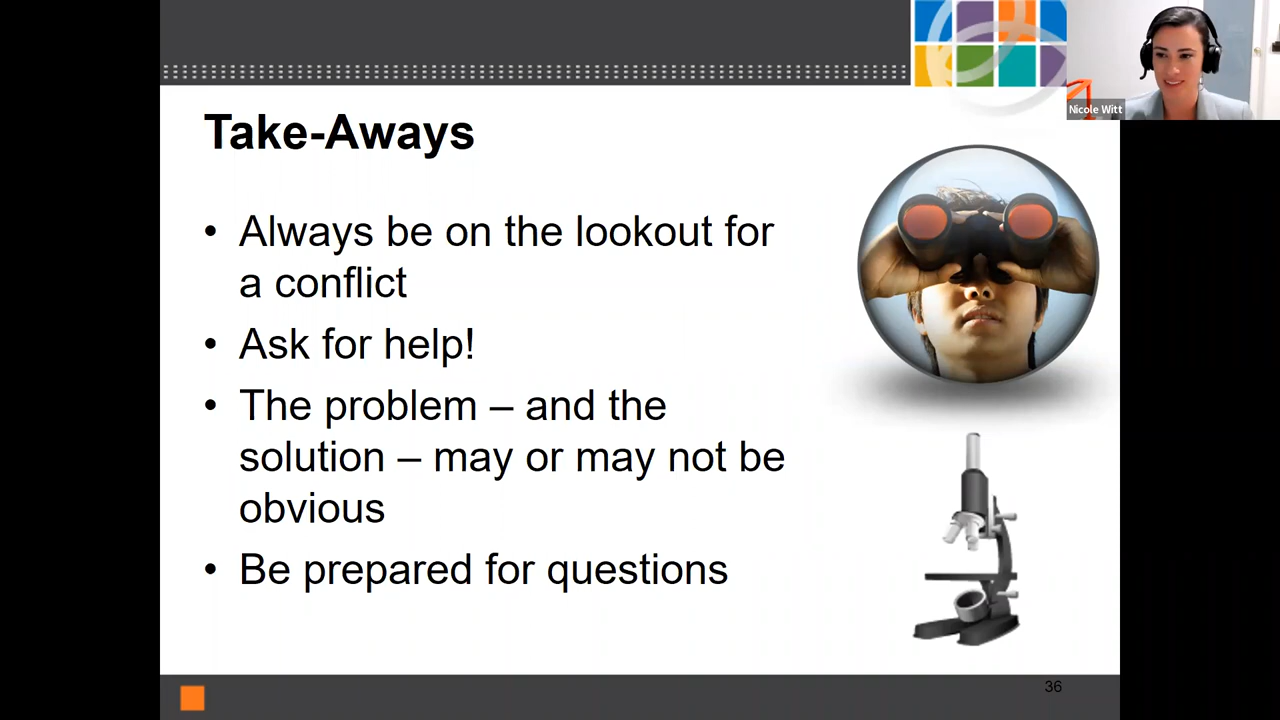 Nicole Witt
Take-Aways
• Always be on the lookout for
a conflict
• Ask for help!
• The problem – and the
solution – may or may not be
obvious
• Be prepared for questions
36